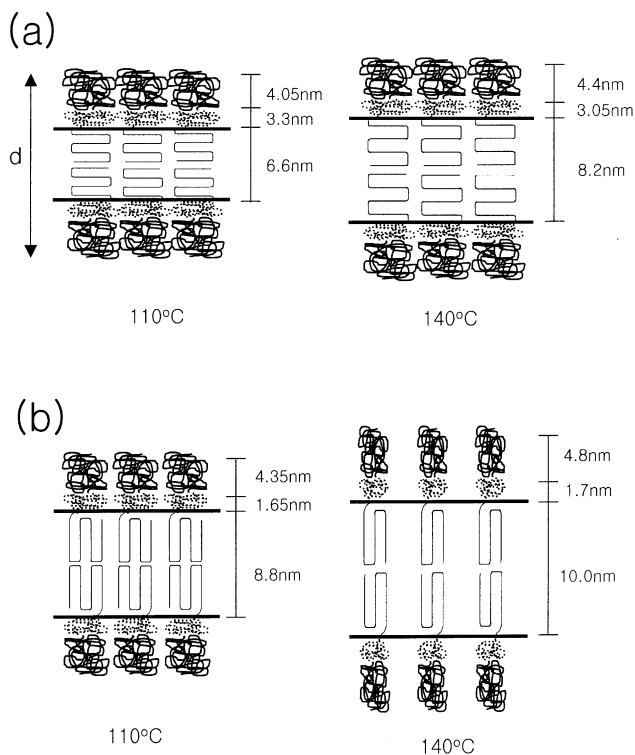 (a)
d
4.05nm
3.3nm
6.6nm
110°C
4.4nm
3.05nm
8.2nm
140°C
(b)
4.35nm
1.65nm
8.8nm
110°C
4.8nm
1.7nm
10.0nm
140°C